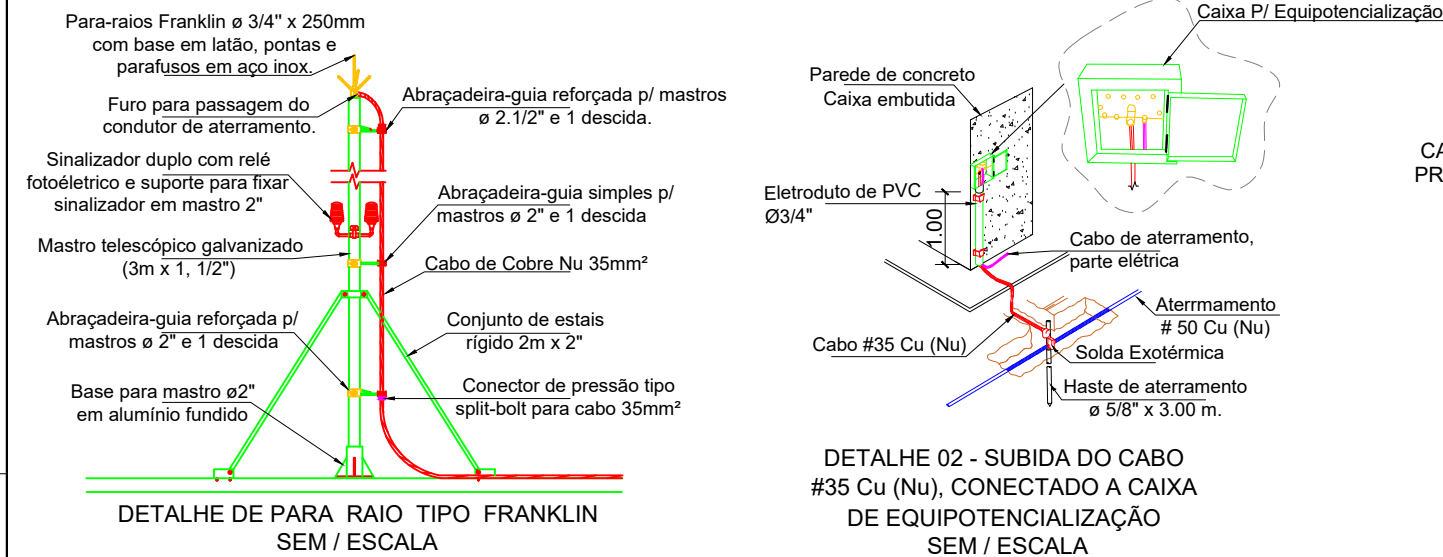 Para-raios Franklin ø 3/4" x 250mm
com base em latão, pontas e
parafusos em aço inox.
Furo para passagem do
condutor de aterramento.
Sinalizador duplo com relé
fotoéletrico e suporte para fixar
sinalizador em mastro 2"
Mastro telescópico galvanizado
(3m x 1, 1/2")
Abraçadeira-guia reforçada p/
mastros ø 2" e 1 descida
Base para mastro ø2"
em alumínio fundido
Abraçadeira-guia reforçada p/ mastros
ø 2.1/2" e 1 descida.
Abraçadeira-guia simples p/
mastros ø 2" e 1 descida
Cabo de Cobre Nu 35mm²
Conjunto de estais
rígido 2m x 2"
Conector de pressão tipo
split-bolt para cabo 35mm²
DETALHE DE PARA RAIO TIPO FRANKLIN
SEM / ESCALA
Caixa P/ Equipotencialização
Parede de concreto
Caixa embutida
Eletroduto de PVC
Ø3/4"
1.00
Cabo de aterramento,
parte elétrica
Aterrmamento
# 50 Cu (Nu)
Cabo #35 Cu (Nu)
Solda Exotérmica
Haste de aterramento
ø 5/8" x 3.00 m.
DETALHE 02 - SUBIDA DO CABO
#35 Cu (Nu), CONECTADO A CAIXA
DE EQUIPOTENCIALIZAÇÃO
SEM / ESCALA
CA
PR